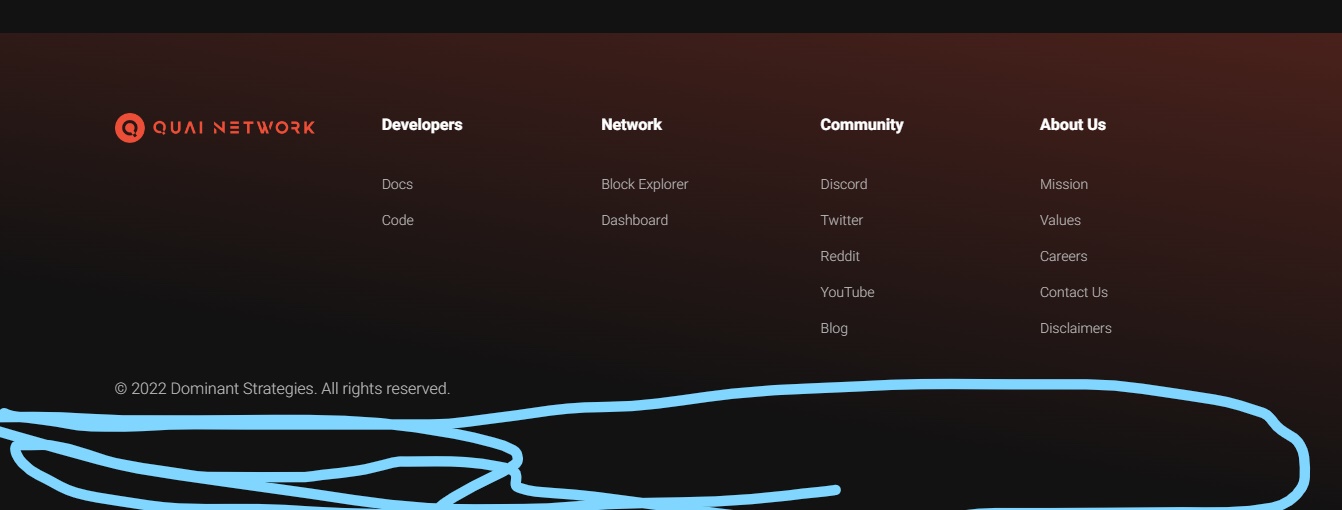 QUAI NETWORK
Developers
Docs
Code
Network
Block Explorer
Dashboard
Community
Discord
Twitter
Reddit
YouTube
Blog
About Us
Mission
Values
Careers
Contact Us
Disclaimers
© 2022 Dominant Strategies. All rights reserved.